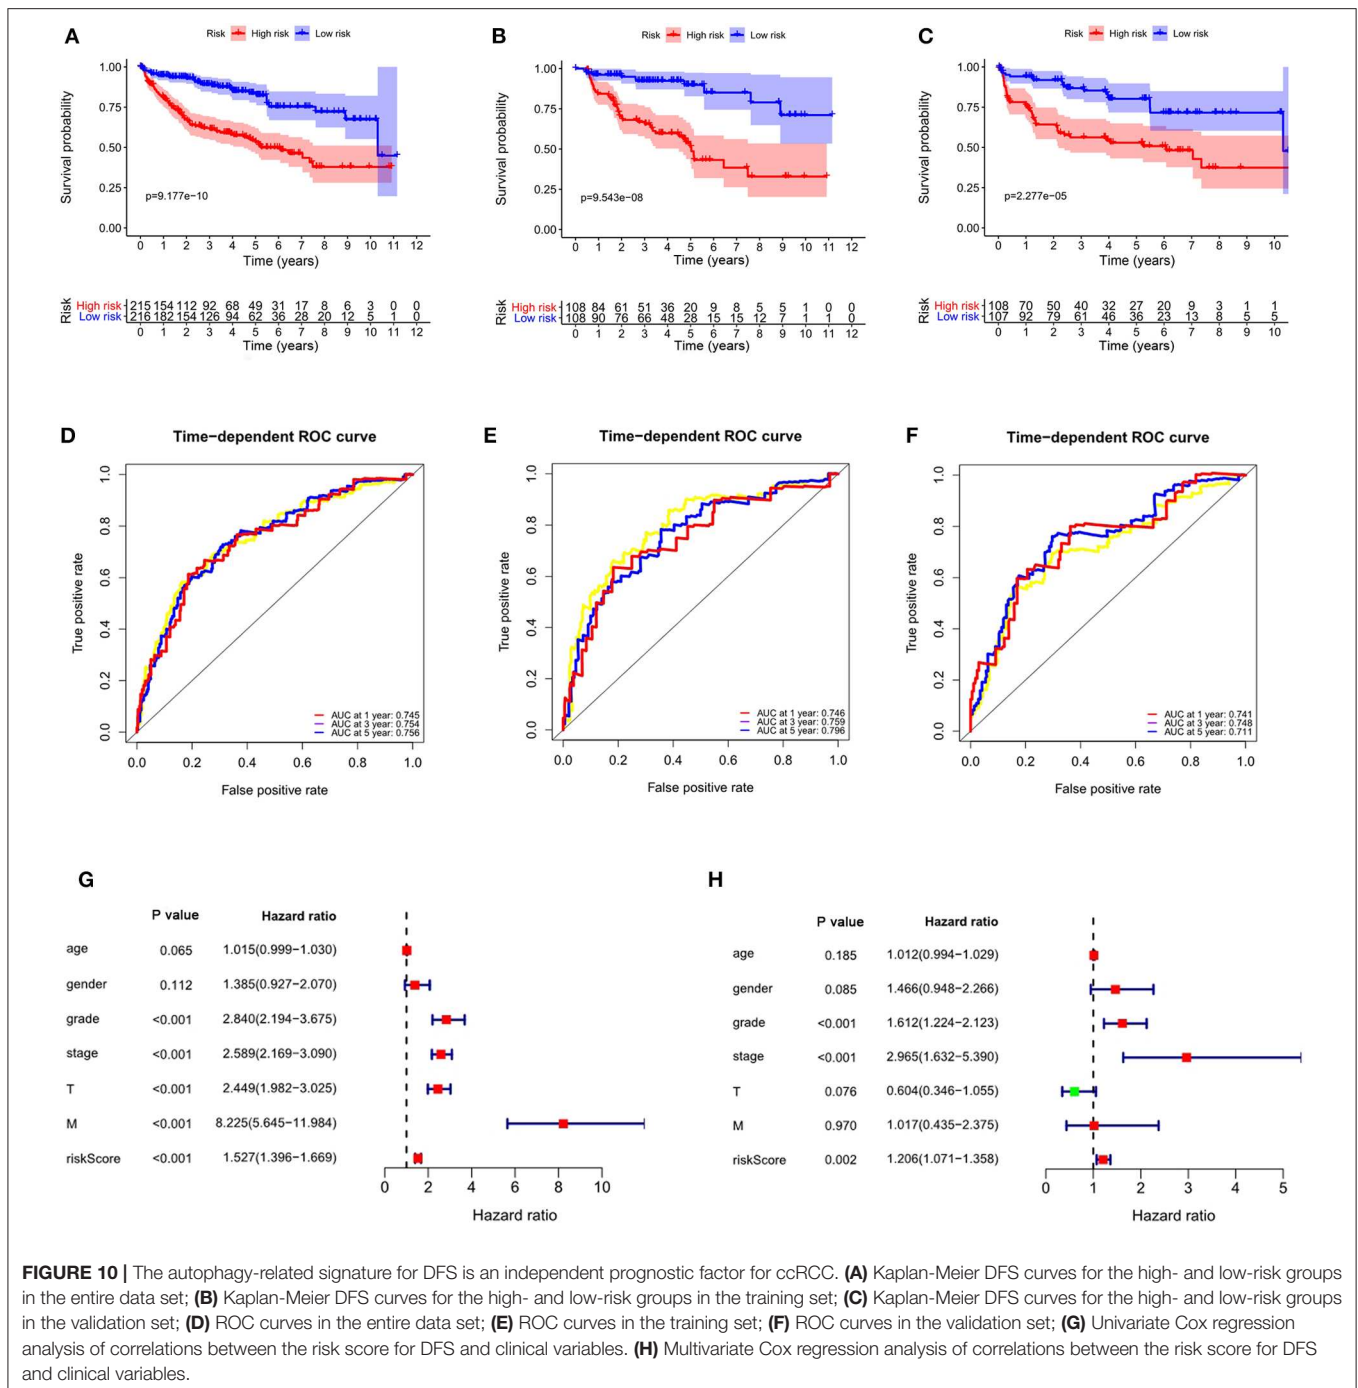 A
Risk High risk Low risk
Survival probability
1.00
0.75
0.50
0.25
0.00
p=9.177e−10
0 1 2 3 4 5 6 7 8 9 10 11 12
Time (years)
Risk
High risk 215 154 112 92 68 49 31 17 8 6 3 0 0
Low risk 216 182 154 126 94 62 36 28 20 12 5 1 0
0 1 2 3 4 5 6 7 8 9 10 11 12
Time (years)
B
Risk High risk Low risk
Survival probability
1.00
0.75
0.50
0.25
0.00
p=9.543e−08
0 1 2 3 4 5 6 7 8 9 10 11 12
Time (years)
Risk
High risk 108 84 61 51 36 20 9 8 5 5 1 0 0
Low risk 108 90 76 66 48 28 15 15 12 7 1 1 0
0 1 2 3 4 5 6 7 8 9 10 11 12
Time (years)
C
Risk High risk Low risk
Survival probability
1.00
0.75
0.50
0.25
0.00
p=2.277e−05
0 1 2 3 4 5 6 7 8 9 10
Time (years)
Risk
High risk 108 70 50 40 32 27 20 9 3 1 1
Low risk 107 92 79 61 46 36 23 13 8 5 5
0 1 2 3 4 5 6 7 8 9 10
Time (years)
D
Time−dependent ROC curve
True positive rate
1.0
0.8
0.6
0.4
0.2
0.0
AUC at 1 year: 0.745
AUC at 3 year: 0.754
AUC at 5 year: 0.756
0.0 0.2 0.4 0.6 0.8 1.0
False positive rate
E
Time−dependent ROC curve
True positive rate
1.0
0.8
0.6
0.4
0.2
0.0
AUC at 1 year: 0.746
AUC at 3 year: 0.759
AUC at 5 year: 0.796
0.0 0.2 0.4 0.6 0.8 1.0
False positive rate
F
Time−dependent ROC curve
True positive rate
1.0
0.8
0.6
0.4
0.2
0.0
AUC at 1 year: 0.741
AUC at 3 year: 0.748
AUC at 5 year: 0.711
0.0 0.2 0.4 0.6 0.8 1.0
False positive rate
G
P value Hazard ratio
age 0.065 1.015(0.999−1.030)
gender 0.112 1.385(0.927−2.070)
grade <0.001 2.840(2.194−3.675)
stage <0.001 2.589(2.169−3.090)
T <0.001 2.449(1.982−3.025)
M <0.001 8.225(5.645−11.984)
riskScore <0.001 1.527(1.396−1.669)
0 2 4 6 8 10
Hazard ratio
H
P value Hazard ratio
age 0.185 1.012(0.994−1.029)
gender 0.085 1.466(0.948−2.266)
grade <0.001 1.612(1.224−2.123)
stage <0.001 2.965(1.632−5.390)
T 0.076 0.604(0.346−1.055)
M 0.970 1.017(0.435−2.375)
riskScore 0.002 1.206(1.071−1.358)
0 1 2 3 4 5
Hazard ratio
FIGURE 10 | The autophagy-related signature for DFS is an independent prognostic factor for ccRCC. (A) Kaplan-Meier DFS curves for the high- and low-risk groups
in the entire data set; (B) Kaplan-Meier DFS curves for the high- and low-risk groups in the training set; (C) Kaplan-Meier DFS curves for the high- and low-risk groups
in the validation set; (D) ROC curves in the entire data set; (E) ROC curves in the training set; (F) ROC curves in the validation set; (G) Univariate Cox regression
analysis of correlations between the risk score for DFS and clinical variables. (H) Multivariate Cox regression analysis of correlations between the risk score for DFS
and clinical variables.